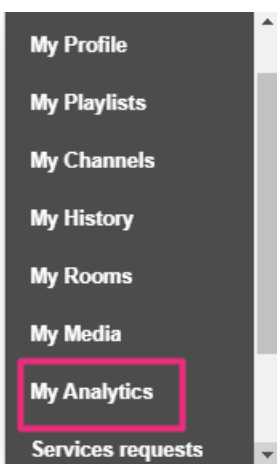 My Profile
My Playlists
My Channels
My History
My Rooms
My Media
My Analytics
Services requests